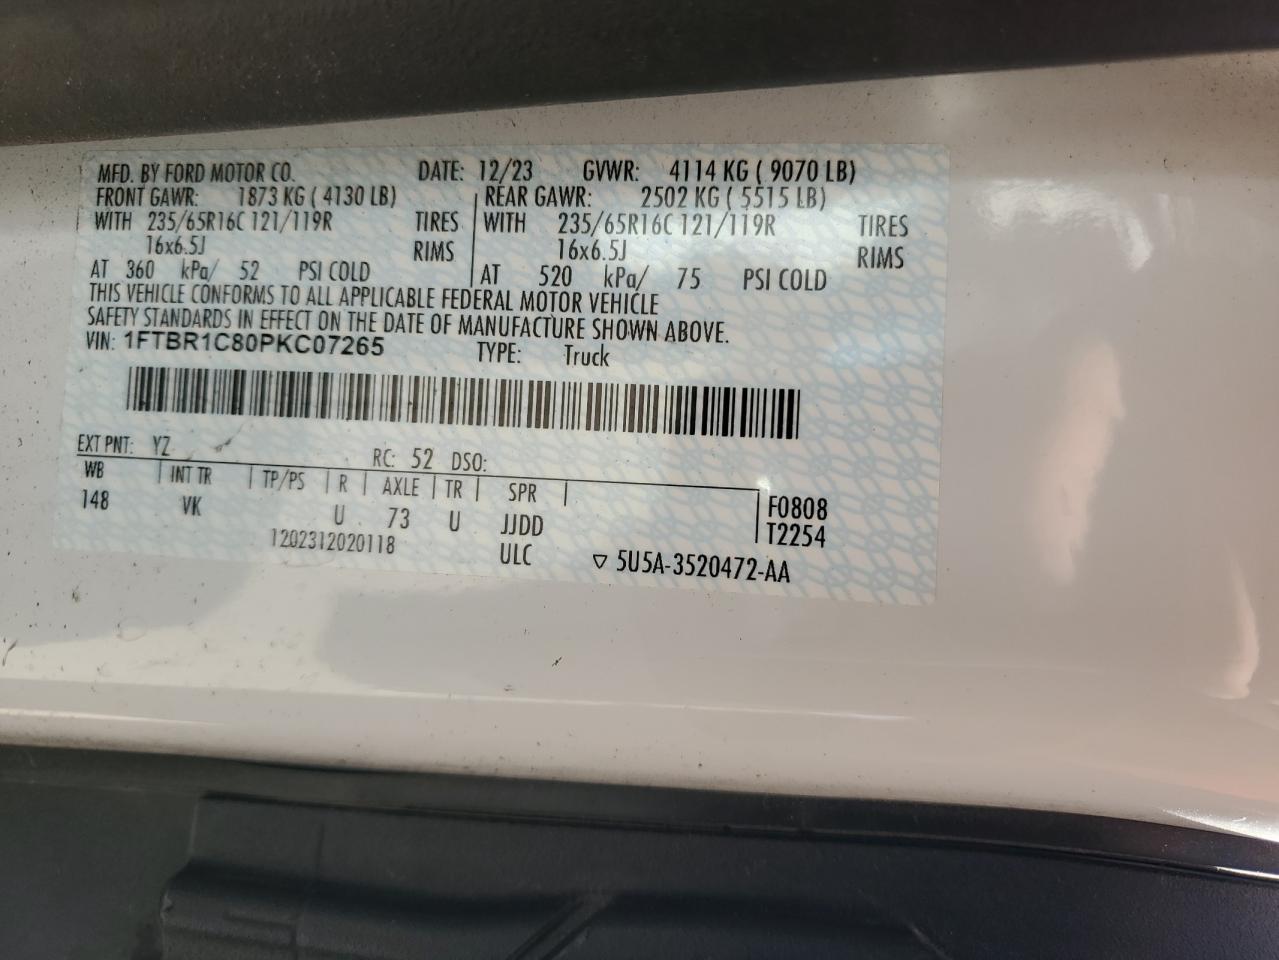 MFD. BY FORD MOTOR CO. DATE: 12/23 GVWR: 4114 KG ( 9070 LB)
FRONT GAWR: 1873 KG ( 4130 LB) REAR GAWR: 2502 KG ( 5515 LB)
WITH 235/65R16C 121/119R TIRES WITH 235/65R16C 121/119R TIRES
16x6.5J RIMS 16x6.5J RIMS
AT 360 kPa/ 52 PSI COLD AT 520 kPa/ 75 PSI COLD
THIS VEHICLE CONFORMS TO ALL APPLICABLE FEDERAL MOTOR VEHICLE
SAFETY STANDARDS IN EFFECT ON THE DATE OF MANUFACTURE SHOWN ABOVE.
VIN: 1FTBR1C80PKC07265 TYPE: Truck
EXT PNT: YZ RC: 52 DSO:
WB INT TR TP/PS R AXLE TR SPR F0808
148 VK U 73 U JJDD T2254
1202312020118 ULC ▽ 5U5A-3520472-AA